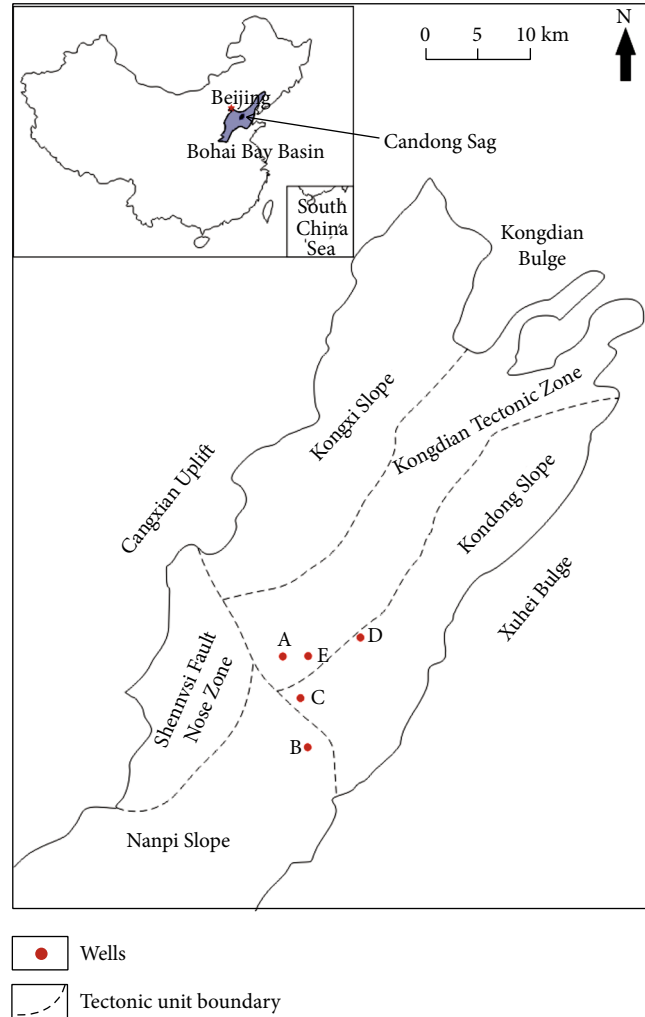 0 5 10 km
N
Beijing
Candong Sag
Bohai Bay Basin
South
China
Sea
Kongdian
Bulge
Kongxi Slope
Kongdian Tectonic Zone
Cangxian Uplift
Kondong Slope
Xuhei Bulge
A
E
D
Shennvsi Fault
Nose Zone
C
B
Nanpi Slope
Wells
Tectonic unit boundary